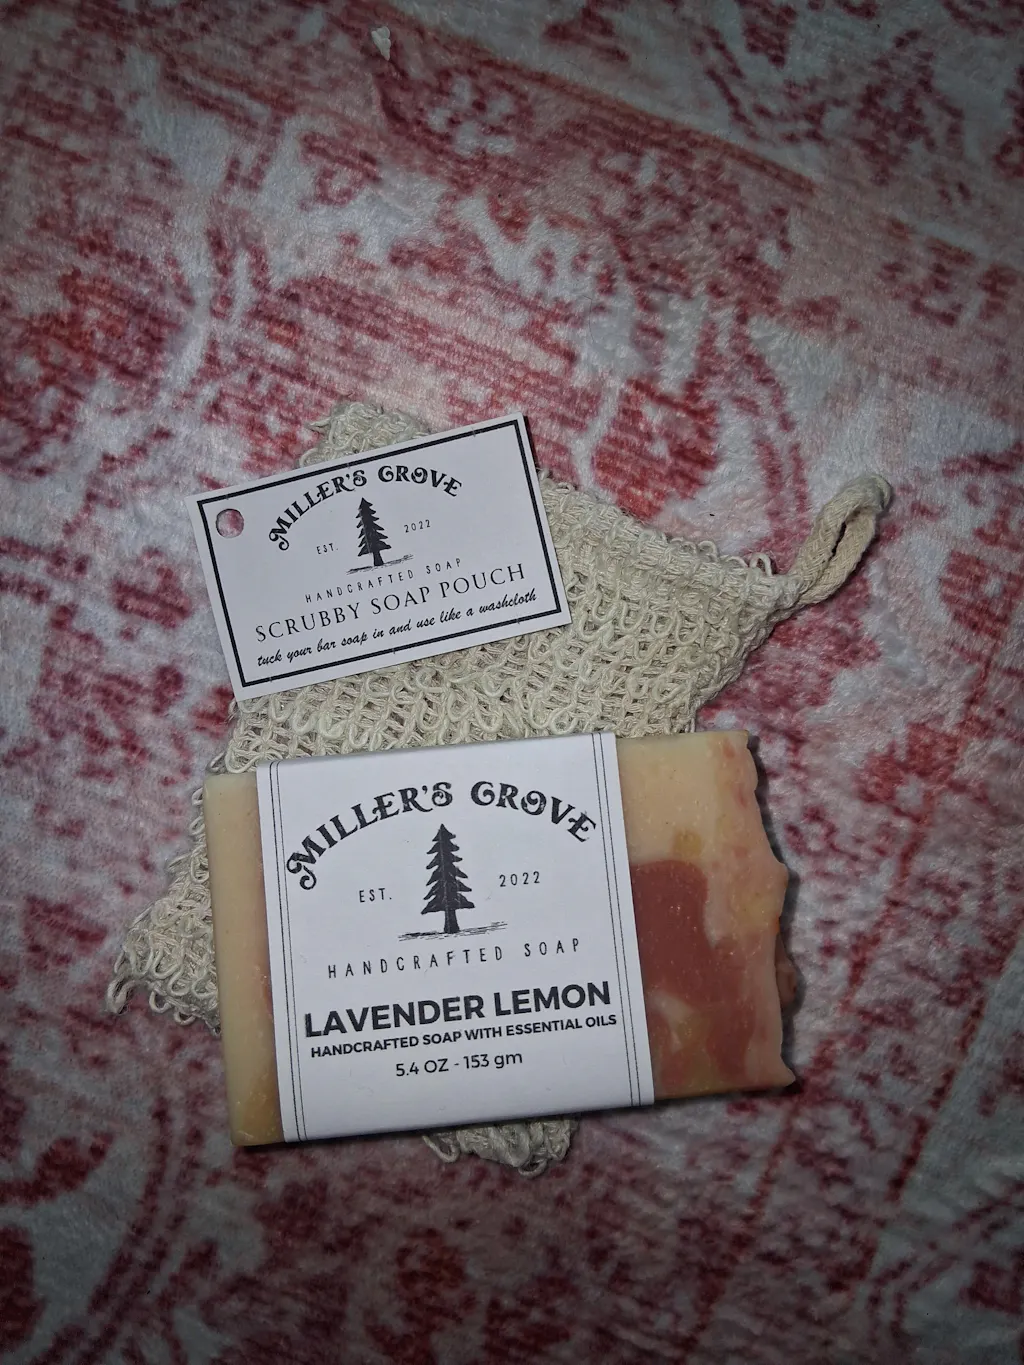 MILLER'S GROVE
EST. 2022
HANDCRAFTED SOAP
SCRUBBY SOAP POUCH
tuck your bar soap in and use like a washcloth
MILLER'S GROVE
EST. 2022
HANDCRAFTED SOAP
LAVENDER LEMON
HANDCRAFTED SOAP WITH ESSENTIAL OILS
5.4 OZ - 153 gm